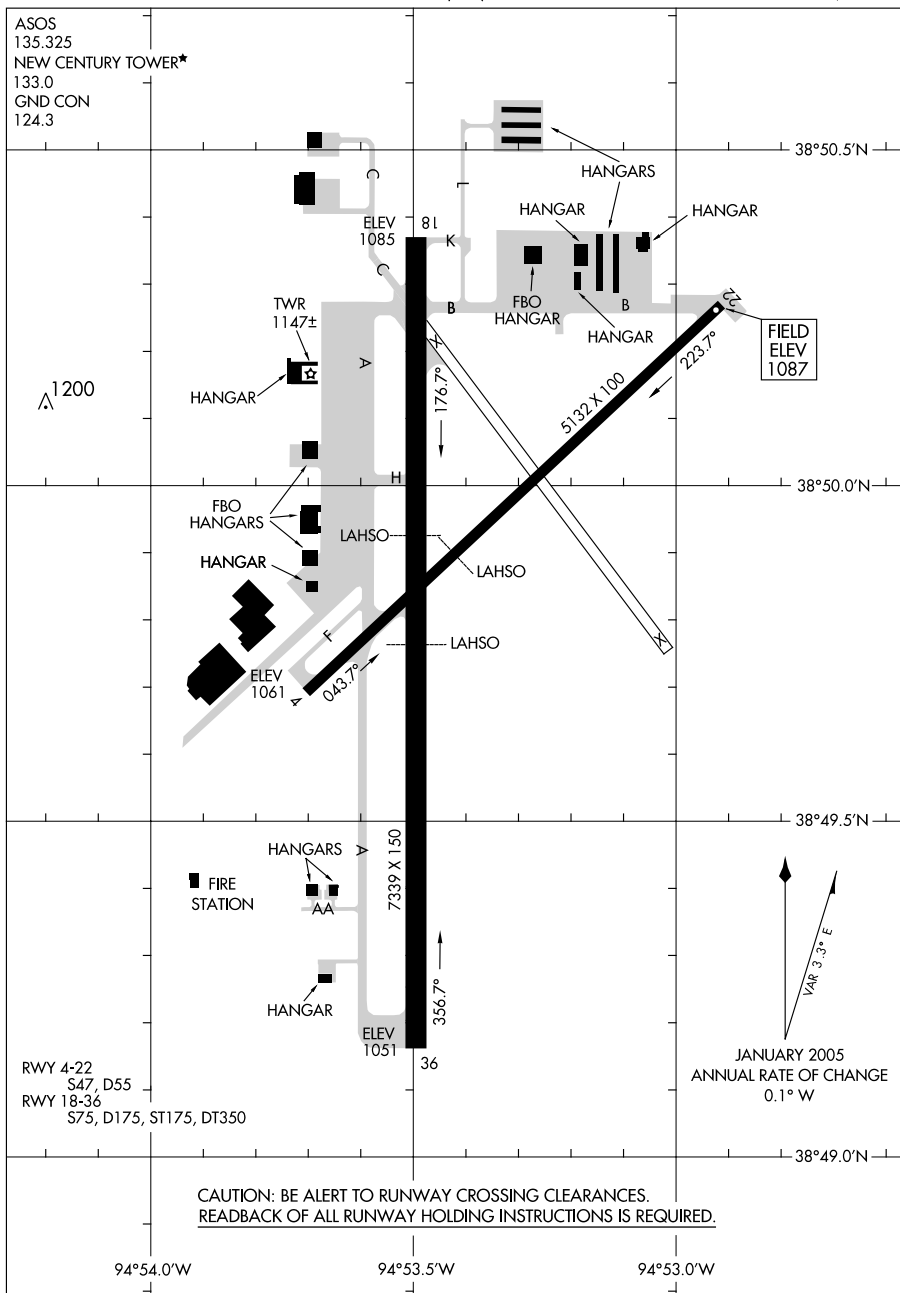 ASOS
135.325
NEW CENTURY TOWER★
133.0
GND CON
124.3
38°50.5'N
HANGARS
C
L
HANGAR
HANGAR
ELEV
1085
18
K
C
FBO
HANGAR
HANGAR
B
B
22
TWR
1147±
FIELD
ELEV
1087
A
X
176.7°
223.7°
5132 X 100
HANGAR
1200
H
38°50.0'N
FBO
HANGARS
LAHSO
LAHSO
HANGAR
F
LAHSO
X
ELEV
1061
4
043.7°
38°49.5'N
HANGARS
A
7339 X 150
FIRE
STATION
AA
VAR 3.3° E
HANGAR
356.7°
ELEV
1051
36
JANUARY 2005
ANNUAL RATE OF CHANGE
0.1° W
RWY 4-22
S47, D55
RWY 18-36
S75, D175, ST175, DT350
38°49.0'N
CAUTION: BE ALERT TO RUNWAY CROSSING CLEARANCES.
READBACK OF ALL RUNWAY HOLDING INSTRUCTIONS IS REQUIRED.
94°54.0'W
94°53.5'W
94°53.0'W